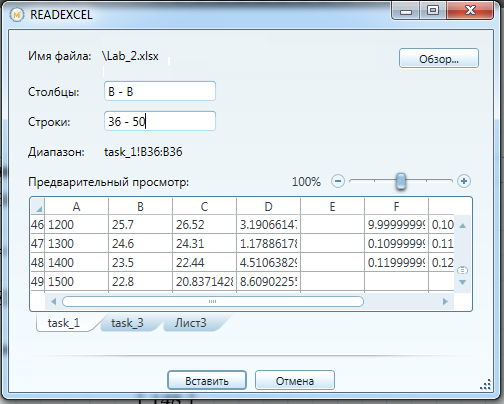 READEXCEL
Имя файла: \Lab_2.xlsx Обзор...
Столбцы: B - B
Строки: 36 - 50
Диапазон: task_1!B36:B36
Предварительный просмотр: 100%
A B C D E F
46 1200 25.7 26.52 3.19066147 9.99999999 0.10
47 1300 24.6 24.31 1.17886178 0.10999999 0.11
48 1400 23.5 22.44 4.51063829 0.11999999 0.12
49 1500 22.8 20.8371428 8.60902255
task_1 task_3 Лист3
Вставить Отмена